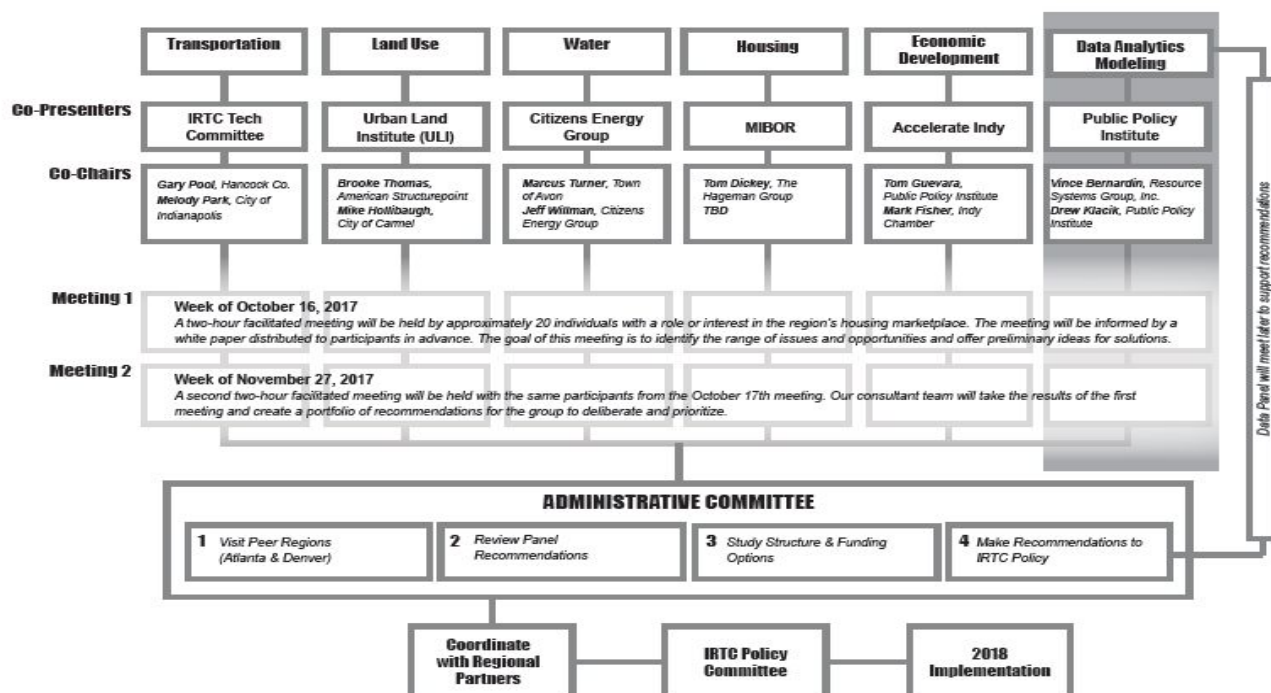 Transportation
Land Use
Water
Housing
Economic
Development
Data Analytics
Modeling
Co-Presenters
IRTC Tech
Committee
Urban Land
Institute (ULI)
Citizens Energy
Group
MIBOR
Accelerate Indy
Public Policy
Institute
Co-Chairs
Gary Pool, Hancock Co.
Melody Park, City of
Indianapolis
Brooke Thomas,
American Structurepoint
Mike Hollibaugh,
City of Carmel
Marcus Turner, Town
of Avon
Jeff Willman, Citizens
Energy Group
Tom Dickey, The
Hageman Group
TBD
Tom Guevara,
Public Policy Institute
Mark Fisher, Indy
Chamber
Vince Bernardin, Resource
Systems Group, Inc.
Drew Klacik, Public Policy
Institute
Meeting 1
Week of October 16, 2017
A two-hour facilitated meeting will be held by approximately 20 individuals with a role or interest in the region's housing marketplace. The meeting will be informed by a
white paper distributed to participants in advance. The goal of this meeting is to identify the range of issues and opportunities and offer preliminary ideas for solutions.
Meeting 2
Week of November 27, 2017
A second two-hour facilitated meeting will be held with the same participants from the October 17th meeting. Our consultant team will take the results of the first
meeting and create a portfolio of recommendations for the group to deliberate and prioritize.
Data Panel will meet later to support recommendations
ADMINISTRATIVE COMMITTEE
1 Visit Peer Regions
(Atlanta & Denver)
2 Review Panel
Recommendations
3 Study Structure & Funding
Options
4 Make Recommendations to
IRTC Policy
Coordinate
with Regional
Partners
IRTC Policy
Committee
2018
Implementation